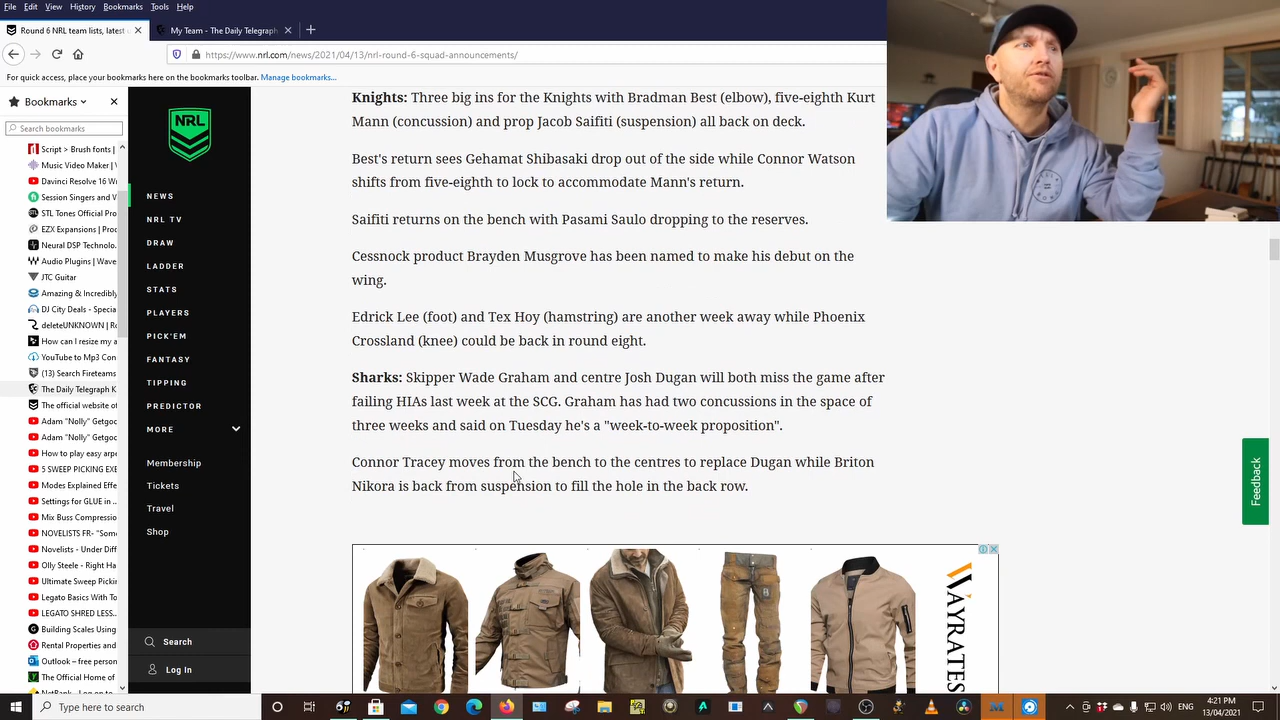 File Edit View History Bookmarks Tools Help
Round 6 NRL team lists, latest
My Team - The Daily Telegraph
https://www.nrl.com/news/2021/04/13/nrl-round-6-squad-announcements/
For quick access, place your bookmarks here on the bookmarks toolbar. Manage bookmarks...
Bookmarks
Search bookmarks
Script > Brush fonts |
Music Video Maker |
Davinci Resolve 16 W
Session Singers and V
STL Tones Official Pro
EZX Expansions | Proc
Neural DSP Technolo.
Audio Plugins | Wave
JTC Guitar
Amazing & Incredibly
DJ City Deals - Specia
deleteUNKNOWN | Ro
How can I resize my a
YouTube to Mp3 Con
(13) Search Fireteams
The Daily Telegraph K
The official website of
Adam "Nolly" Getgoc
Adam "Nolly" Getgoc
How to play easy arpe
5 SWEEP PICKING EXE
Modes Explained Effe
Settings for GLUE in ..
Mix Buss Compressio
NOVELISTS FR- "Som
Novelists - Under Diff
Olly Steele - Right Ha
Ultimate Sweep Pickin
Legato Basics With To
LEGATO SHRED LESS...
Building Scales Using
Rental Properties and
Outlook – free person
The Official Home of
NetBank - Log on to
NRL
NEWS
NRL TV
DRAW
LADDER
STATS
PLAYERS
PICK'EM
FANTASY
TIPPING
PREDICTOR
MORE
Membership
Tickets
Travel
Shop
Search
Log In
Knights: Three big ins for the Knights with Bradman Best (elbow), five-eighth Kurt
Mann (concussion) and prop Jacob Saifiti (suspension) all back on deck.
Best's return sees Gehamat Shibasaki drop out of the side while Connor Watson
shifts from five-eighth to lock to accommodate Mann's return.
Saifiti returns on the bench with Pasami Saulo dropping to the reserves.
Cessnock product Brayden Musgrove has been named to make his debut on the
wing.
Edrick Lee (foot) and Tex Hoy (hamstring) are another week away while Phoenix
Crossland (knee) could be back in round eight.
Sharks: Skipper Wade Graham and centre Josh Dugan will both miss the game after
failing HIAs last week at the SCG. Graham has had two concussions in the space of
three weeks and said on Tuesday he's a "week-to-week proposition".
Connor Tracey moves from the bench to the centres to replace Dugan while Briton
Nikora is back from suspension to fill the hole in the back row.
WAYRATES
Feedback
Type here to search
ENG
4:21 PM
13/04/2021